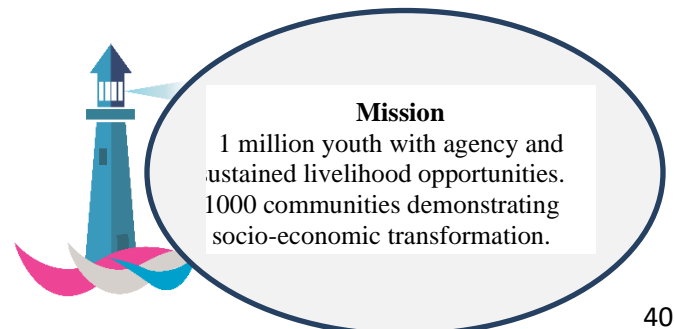 Mission
1 million youth with agency and
ustained livelihood opportunities.
1000 communities demonstrating
socio-economic transformation.
40